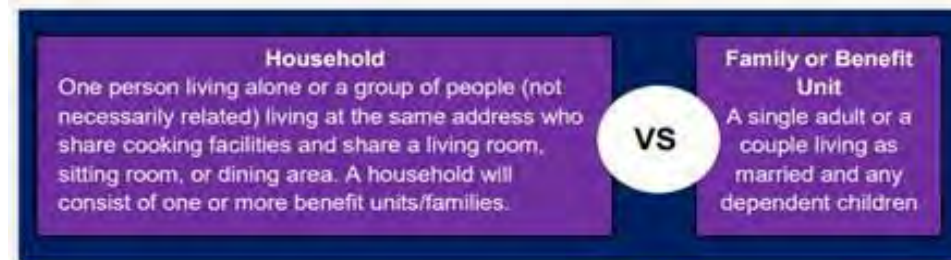 Household
One person living alone or a group of people (not
necessarily related) living at the same address who
share cooking facilities and share a living room,
sitting room, or dining area. A household will
consist of one or more benefit units/families.
VS
Family or Benefit
Unit
A single adult or a
couple living as
married and any
dependent children